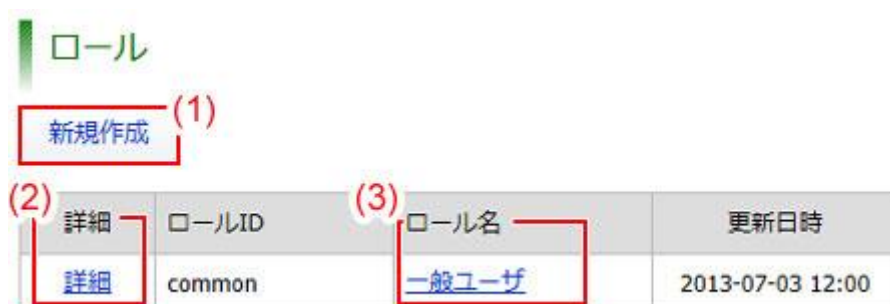 ロール
(1)
新規作成
(2) (3)
詳細 ロールID ロール名 更新日時
詳細 common 一般ユーザ 2013-07-03 12:00